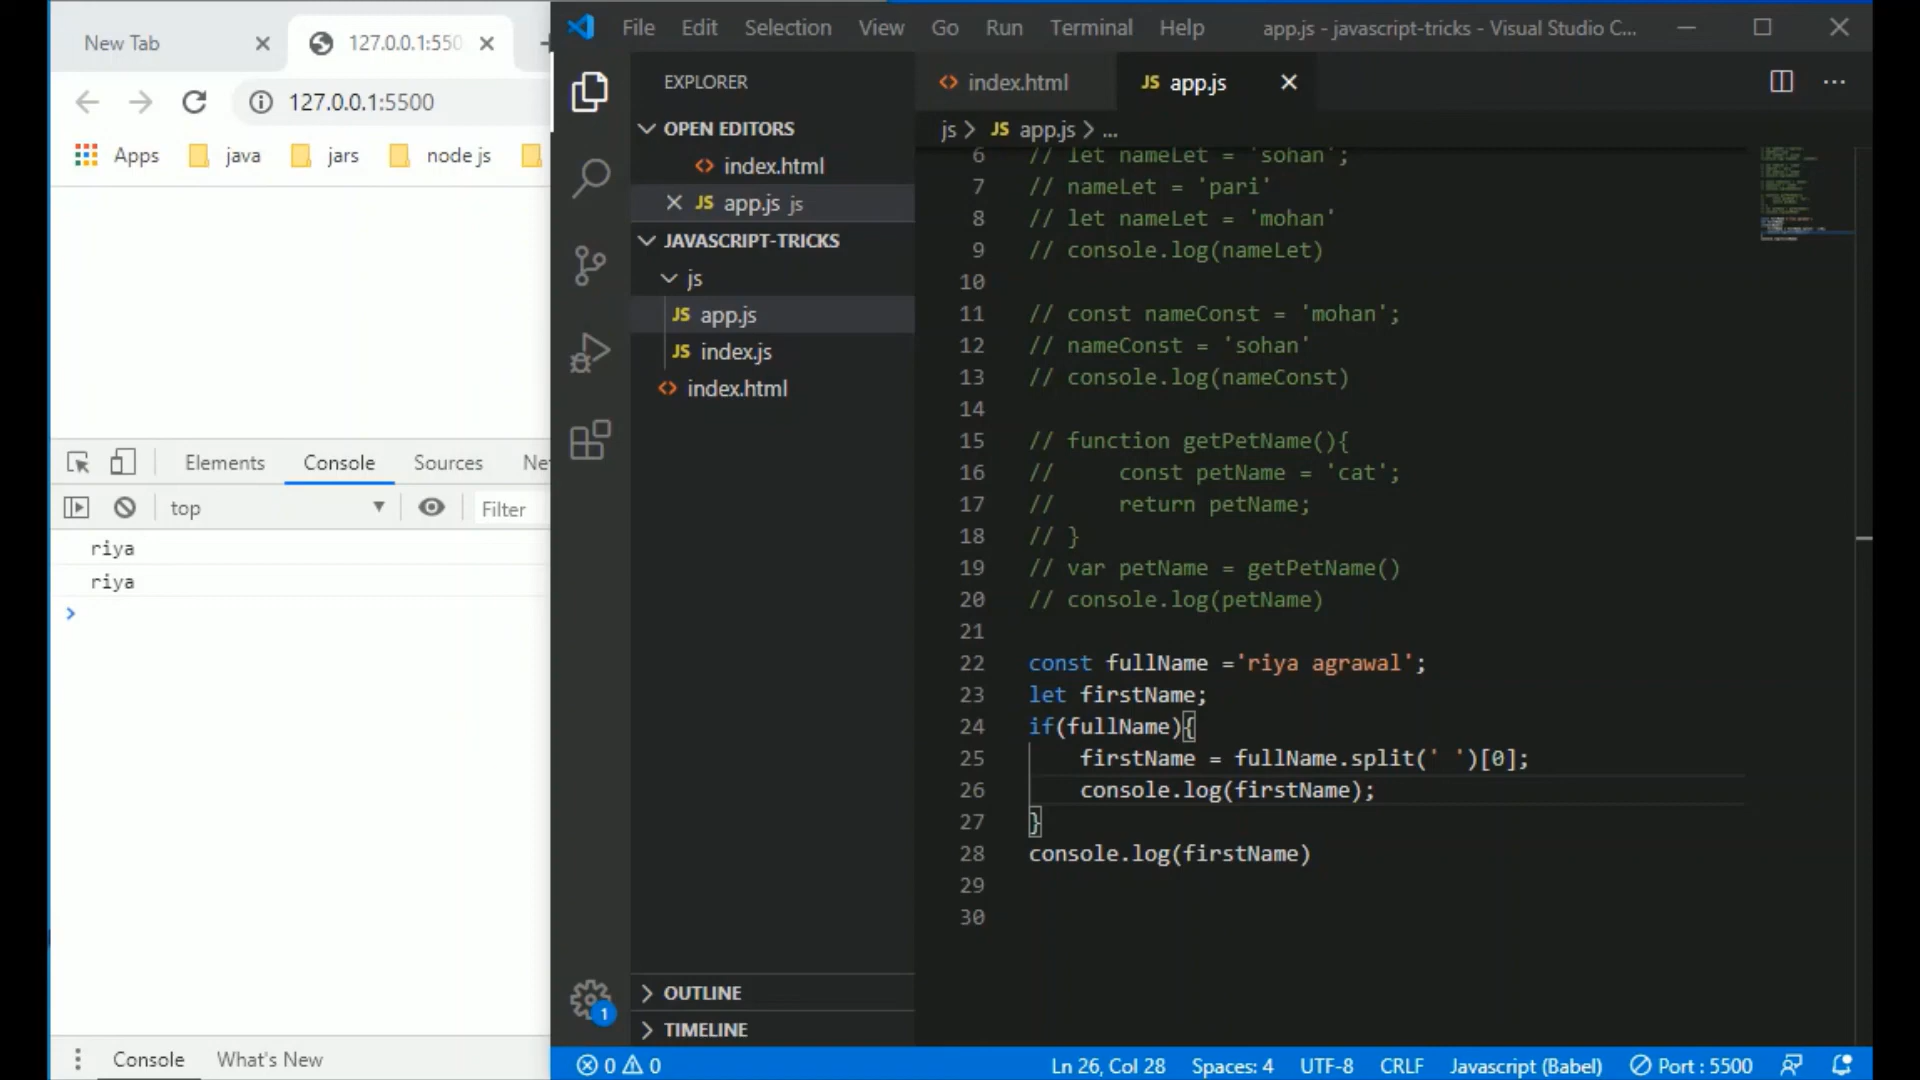 New Tab
127.0.0.1:550
127.0.0.1:5500
Apps java jars node js
Elements Console Sources Ne
top Filter
riya
riya
Console What's New
File Edit Selection View Go Run Terminal Help app.js - javascript-tricks - Visual Studio C...
EXPLORER
OPEN EDITORS
index.html
JS app.js js
JAVASCRIPT-TRICKS
js
JS app.js
JS index.js
index.html
OUTLINE
TIMELINE
1
index.html JS app.js
js > JS app.js > ...
6 // let nameLet = 'sohan';
7 // nameLet = 'pari'
8 // let nameLet = 'mohan'
9 // console.log(nameLet)
10
11 // const nameConst = 'mohan';
12 // nameConst = 'sohan'
13 // console.log(nameConst)
14
15 // function getPetName(){
16 //     const petName = 'cat';
17 //     return petName;
18 // }
19 // var petName = getPetName()
20 // console.log(petName)
21
22 const fullName ='riya agrawal';
23 let firstName;
24 if(fullName){
25     firstName = fullName.split(' ')[0];
26     console.log(firstName);
27 }
28 console.log(firstName)
29
30
0 0 Ln 26, Col 28 Spaces: 4 UTF-8 CRLF Javascript (Babel) Port : 5500